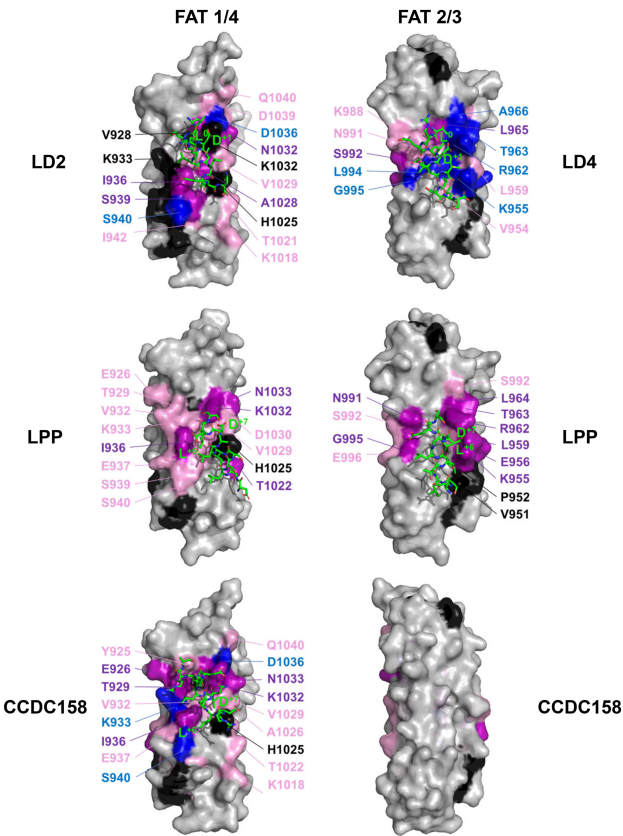 FAT 1/4
FAT 2/3
LD2
V928
K933
I936
S939
S940
I942
Q1040
D1039
D1036
N1032
K1032
V1029
A1028
H1025
T1021
K1018
L⁰
K988
N991
S992
L994
G995
A966
L965
T963
R962
L959
K955
V954
L⁰
LD4
LPP
E926
T929
V932
K933
I936
E937
S939
S940
N1033
K1032
D1030
V1029
H1025
T1022
D⁺⁷
N991
S992
G995
E996
S992
L964
T963
R962
L959
E956
K955
P952
V951
LPP
CCDC158
Y925
E926
T929
V932
K933
I936
E937
S940
Q1040
D1036
N1033
K1032
V1029
A1026
H1025
T1022
K1018
CCDC158